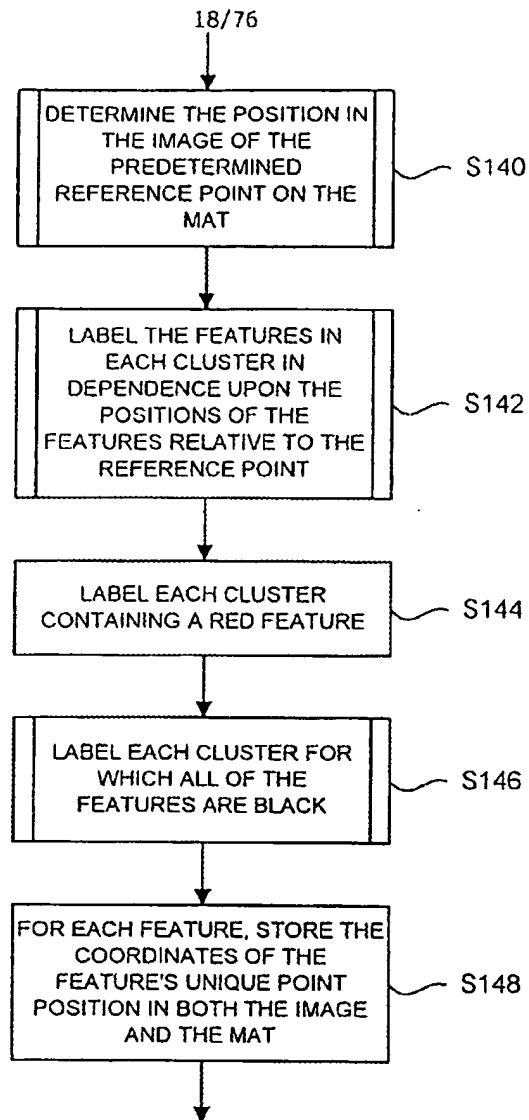 18/76
DETERMINE THE POSITION IN
THE IMAGE OF THE
PREDETERMINED
REFERENCE POINT ON THE
MAT
S140
LABEL THE FEATURES IN
EACH CLUSTER IN
DEPENDENCE UPON THE
POSITIONS OF THE
FEATURES RELATIVE TO THE
REFERENCE POINT
S142
LABEL EACH CLUSTER
CONTAINING A RED FEATURE
S144
LABEL EACH CLUSTER FOR
WHICH ALL OF THE
FEATURES ARE BLACK
S146
FOR EACH FEATURE, STORE THE
COORDINATES OF THE
FEATURE'S UNIQUE POINT
POSITION IN BOTH THE IMAGE
AND THE MAT
S148